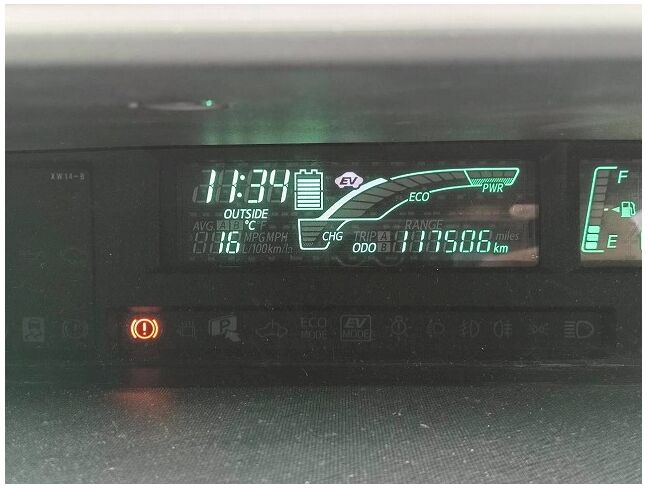 XW14-B
11:34
EV
ECO
PWR
OUTSIDE
°C
16
CHG
ODO 117506 km
AVG. A B °F
MPG MPH
L/100km/h
TRIP A
B
RANGE
miles
F
E
P
ECO MODE
EV MODE